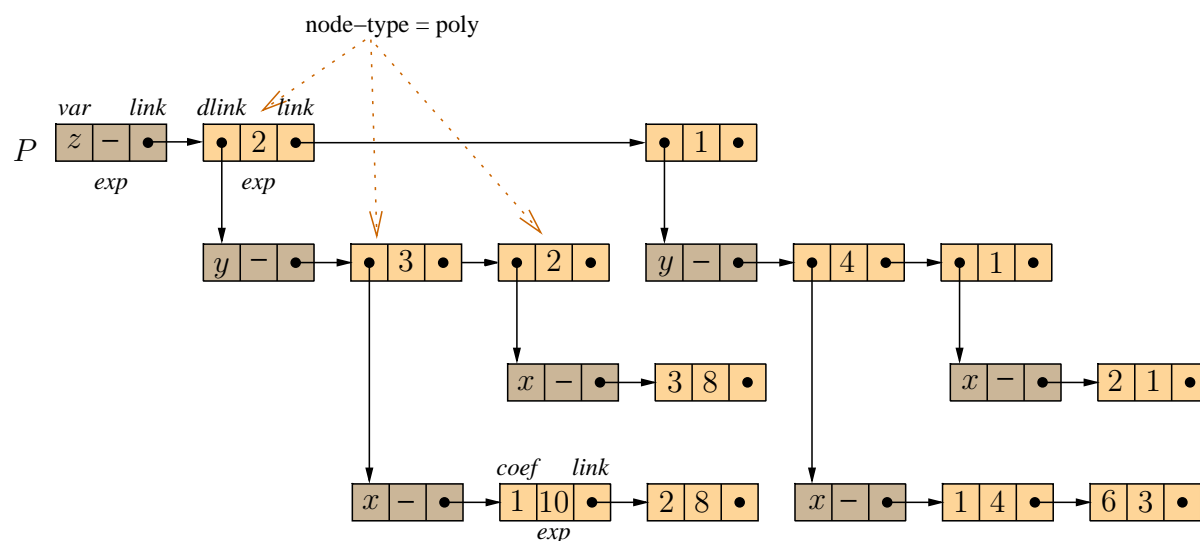 node−type = poly
var link dlink link
P z − 2 1
exp exp
y − 3 2 y − 4 1
x − 3 8 x − 2 1
coef link
x − 1 10 2 8 x − 1 4 6 3
exp